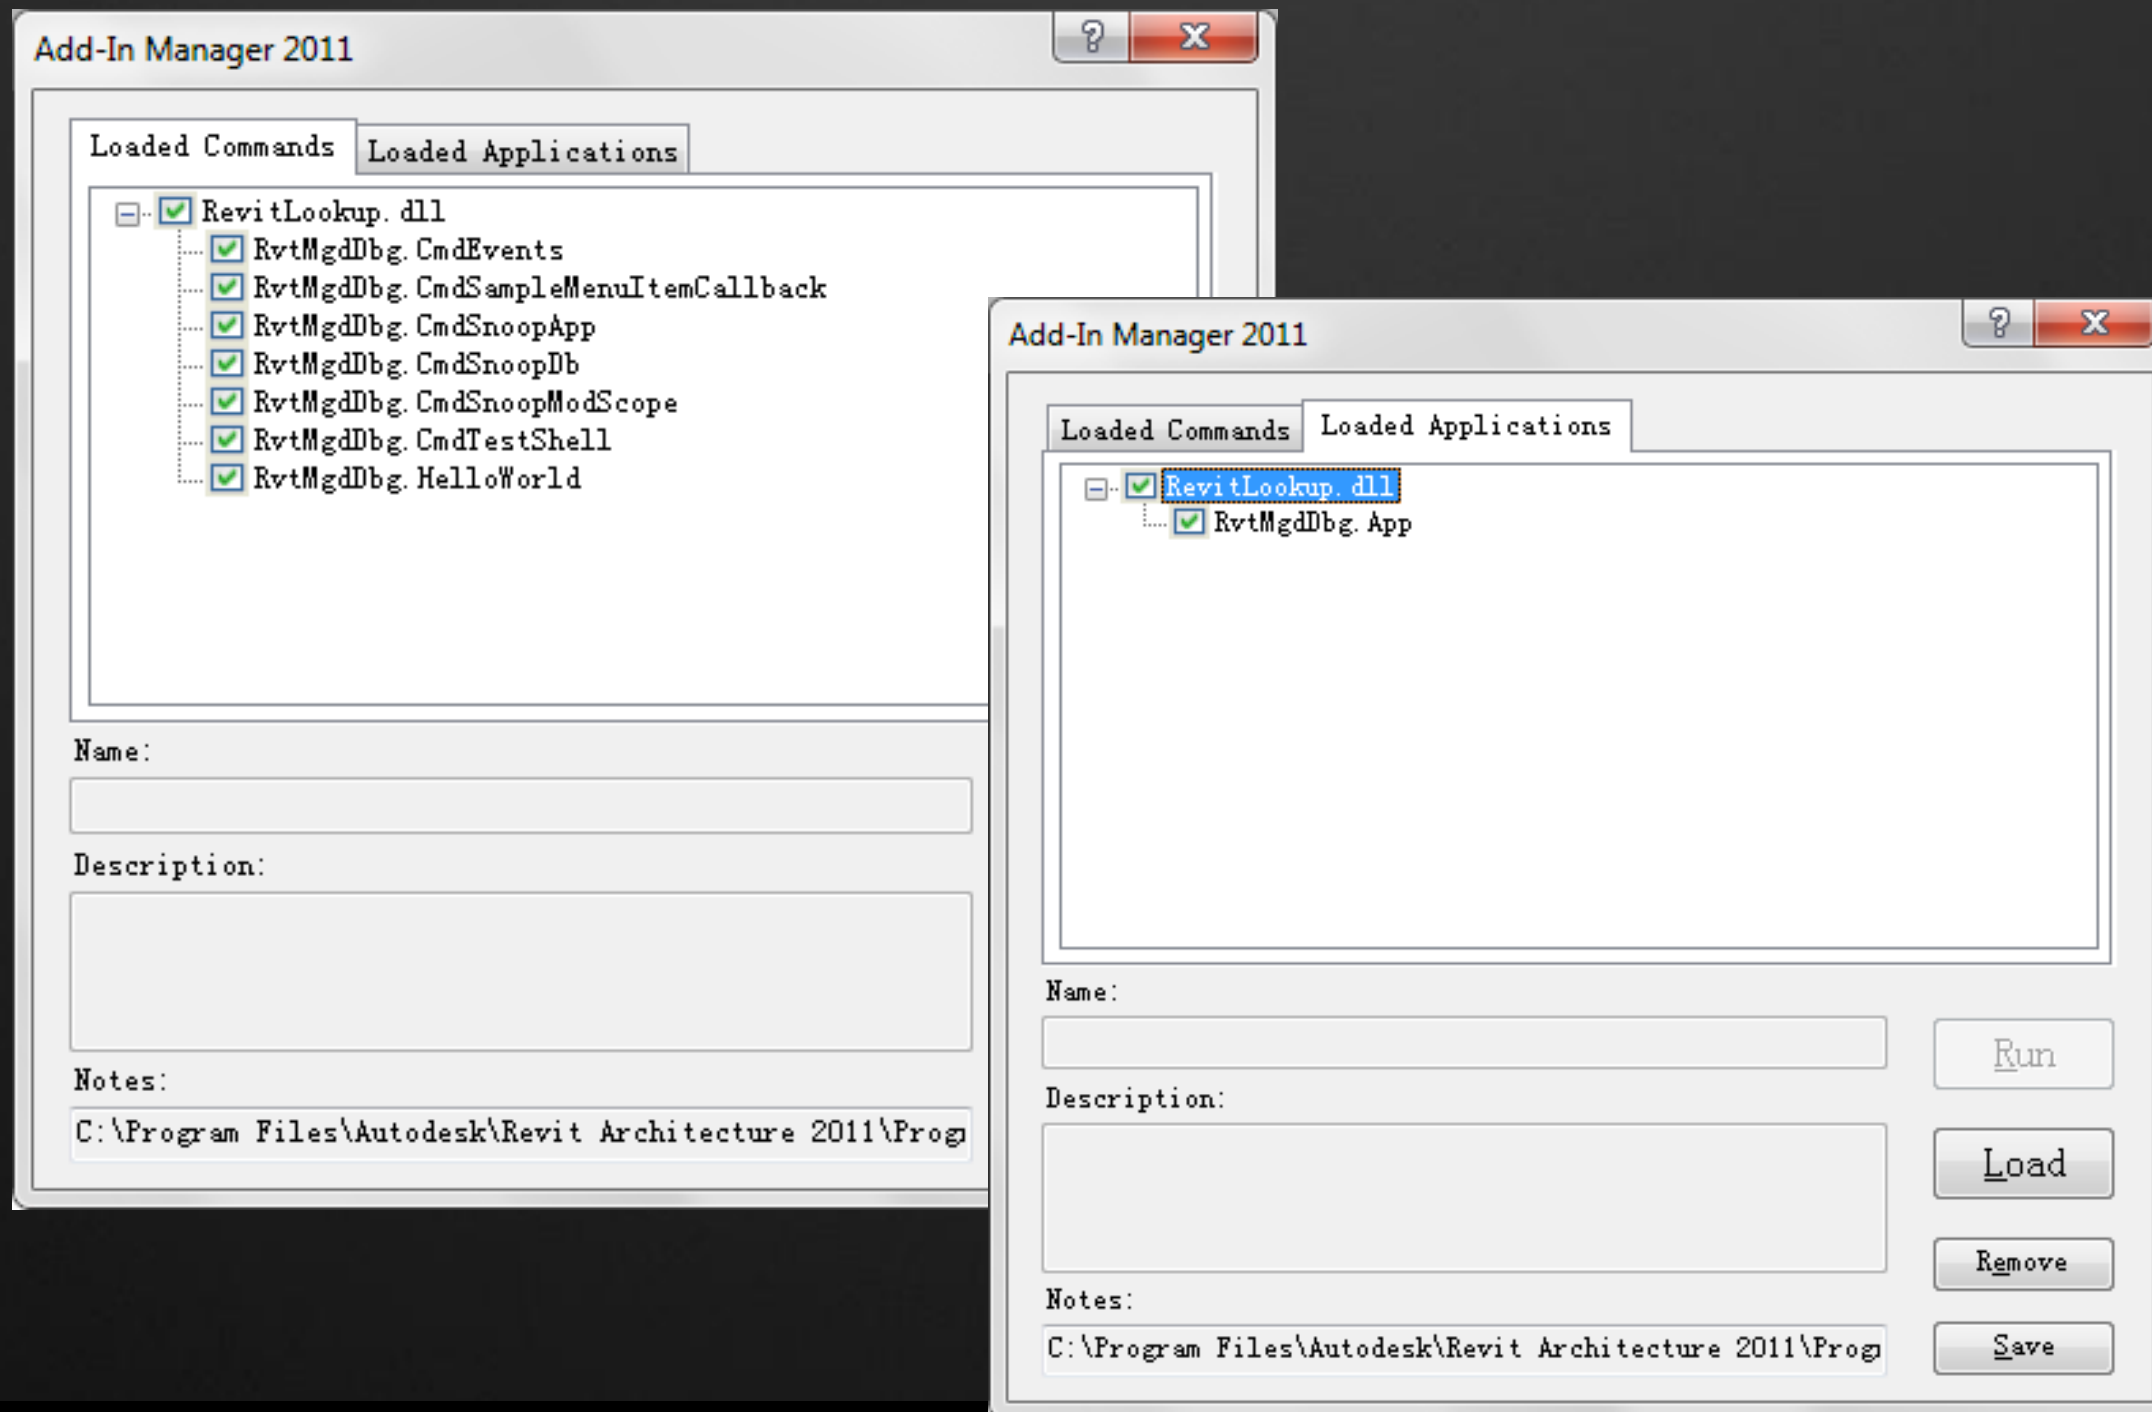 Add-In Manager 2011
Loaded Commands
Loaded Applications
RevitLookup.dll
RvtMgdDbg.CmdEvents
RvtMgdDbg.CmdSampleMenuItemCallback
RvtMgdDbg.CmdSnoopApp
RvtMgdDbg.CmdSnoopDb
RvtMgdDbg.CmdSnoopModScope
RvtMgdDbg.CmdTestShell
RvtMgdDbg.HelloWorld
Name:
Description:
Notes:
C:\Program Files\Autodesk\Revit Architecture 2011\Prog
Add-In Manager 2011
Loaded Commands
Loaded Applications
RevitLookup.dll
RvtMgdDbg.App
Name:
Run
Description:
Load
Remove
Notes:
C:\Program Files\Autodesk\Revit Architecture 2011\Prog
Save